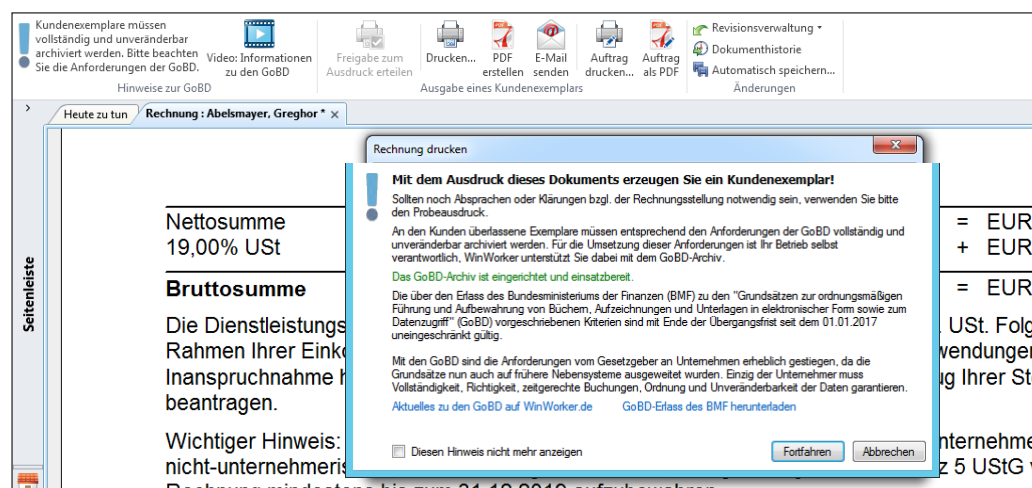 Kundenexemplare müssen
vollständig und unveränderbar
archiviert werden. Bitte beachten
Sie die Anforderungen der GoBD.
Video: Informationen
zu den GoBD
Hinweise zur GoBD
Freigabe zum
Ausdruck erteilen
Drucken...
PDF
erstellen
E-Mail
senden
Auftrag
drucken...
Auftrag
als PDF
Ausgabe eines Kundenexemplars
Revisionsverwaltung
Dokumenthistorie
Automatisch speichern...
Änderungen
Heute zu tun
Rechnung : Abelsmayer, Greghor *
Seitenleiste
Rechnung drucken
Mit dem Ausdruck dieses Dokuments erzeugen Sie ein Kundenexemplar!
Sollten noch Absprachen oder Klärungen bzgl. der Rechnungsstellung notwendig sein, verwenden Sie bitte
den Probeausdruck.
An den Kunden überlassene Exemplare müssen entsprechend den Anforderungen der GoBD vollständig und
unveränderbar archiviert werden. Für die Umsetzung dieser Anforderungen ist Ihr Betrieb selbst
verantwortlich, WinWorker unterstützt Sie dabei mit dem GoBD-Archiv.
Das GoBD-Archiv ist eingerichtet und einsatzbereit.
Die über den Erlass des Bundesministeriums der Finanzen (BMF) zu den "Grundsätzen zur ordnungsmäßigen
Führung und Aufbewahrung von Büchern, Aufzeichnungen und Unterlagen in elektronischer Form sowie zum
Datenzugriff" (GoBD) vorgeschriebenen Kriterien sind mit Ende der Übergangsfrist seit dem 01.01.2017
uneingeschränkt gültig.
Mit den GoBD sind die Anforderungen vom Gesetzgeber an Unternehmen erheblich gestiegen, da die
Grundsätze nun auch auf frühere Nebensysteme ausgeweitet wurden. Einzig der Unternehmer muss
Vollständigkeit, Richtigkeit, zeitgerechte Buchungen, Ordnung und Unveränderbarkeit der Daten garantieren.
Aktuelles zu den GoBD auf WinWorker.de GoBD-Erlass des BMF herunterladen
Diesen Hinweis nicht mehr anzeigen
Fortfahren Abbrechen
Nettosumme = EUR
19,00% USt + EUR
Bruttosumme = EUR
Die Dienstleistungs . USt. Folg
Rahmen Ihrer Einko wendungen
Inanspruchnahme h ug Ihrer St
beantragen.
Wichtiger Hinweis: nternehme
nicht-unternehmeris z 5 UStG v
Rechnung mindestens bis zum 31.12.2019 aufzubewahren